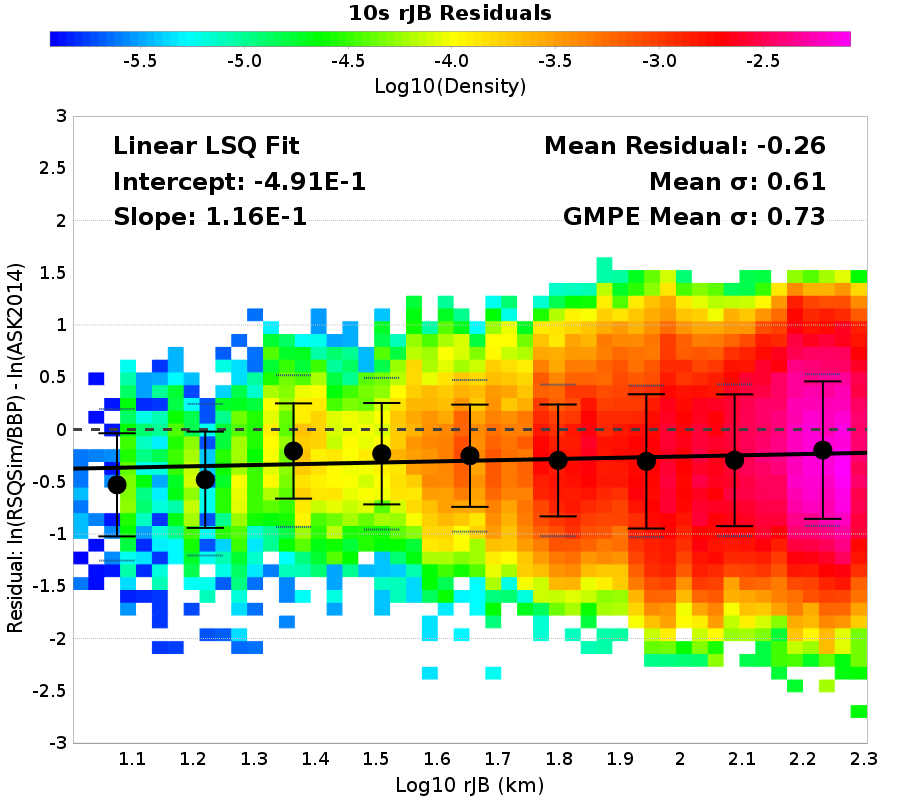 10s rJB Residuals
-5.5 -5.0 -4.5 -4.0 -3.5 -3.0 -2.5
Log10(Density)
Linear LSQ Fit
Intercept: -4.91E-1
Slope: 1.16E-1
Mean Residual: -0.26
Mean σ: 0.61
GMPE Mean σ: 0.73
Residual: ln(RSQSim/BBP) - ln(ASK2014)
3
2.5
2
1.5
1
0.5
0
-0.5
-1
-1.5
-2
-2.5
-3
1.1 1.2 1.3 1.4 1.5 1.6 1.7 1.8 1.9 2 2.1 2.2 2.3
Log10 rJB (km)